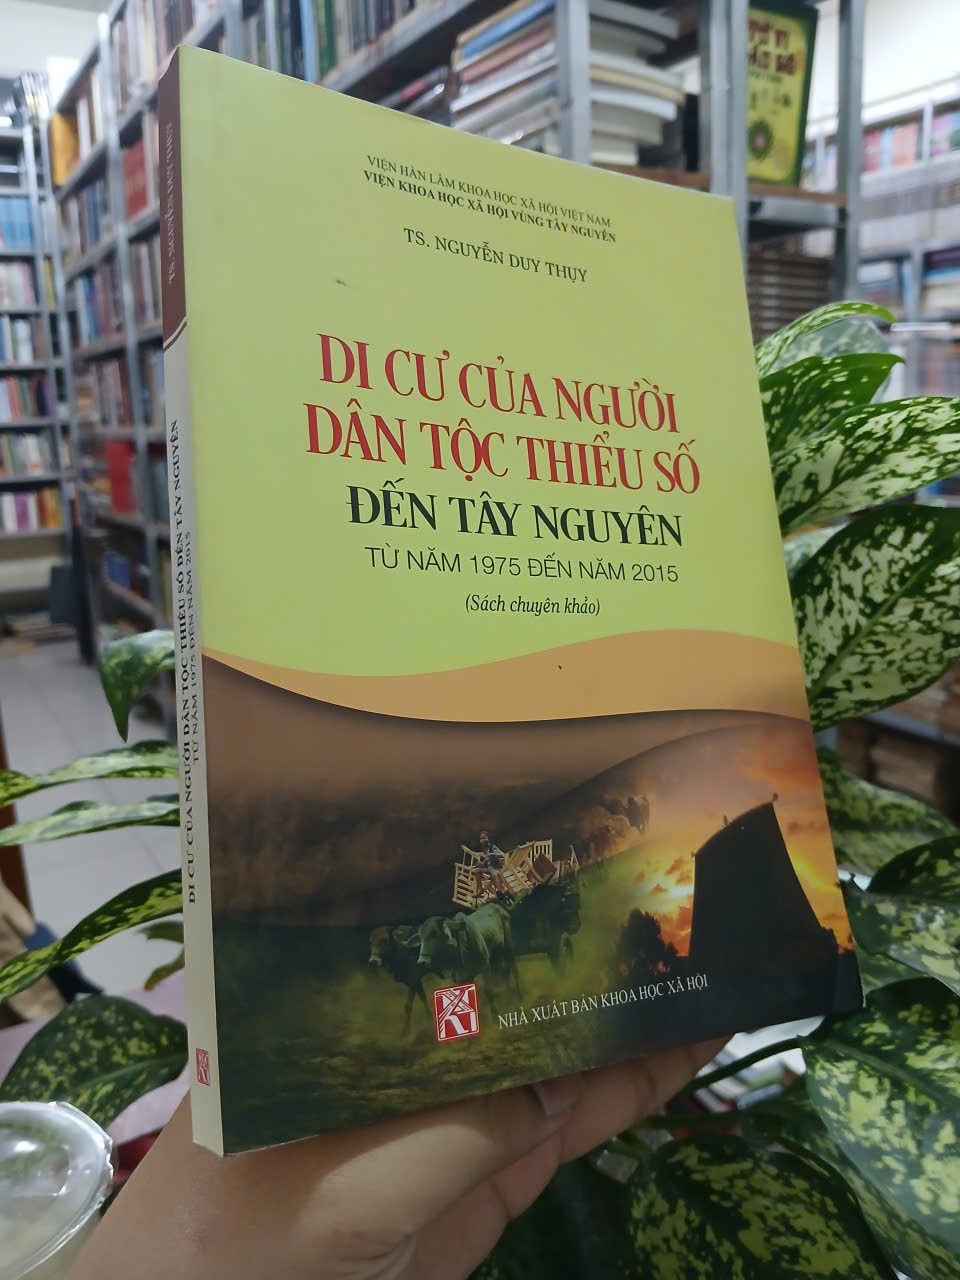 VIỆN HÀN LÂM KHOA HỌC XÃ HỘI VIỆT NAM
VIỆN KHOA HỌC XÃ HỘI VÙNG TÂY NGUYÊN
TS. NGUYỄN DUY THỤY
DI CƯ CỦA NGƯỜI
DÂN TỘC THIỂU SỐ
ĐẾN TÂY NGUYÊN
TỪ NĂM 1975 ĐẾN NĂM 2015
(Sách chuyên khảo)
NHÀ XUẤT BẢN KHOA HỌC XÃ HỘI
TS. NGUYỄN DUY THỤY
DI CƯ CỦA NGƯỜI DÂN TỘC THIỂU SỐ ĐẾN TÂY NGUYÊN
TỪ NĂM 1975 ĐẾN NĂM 2015